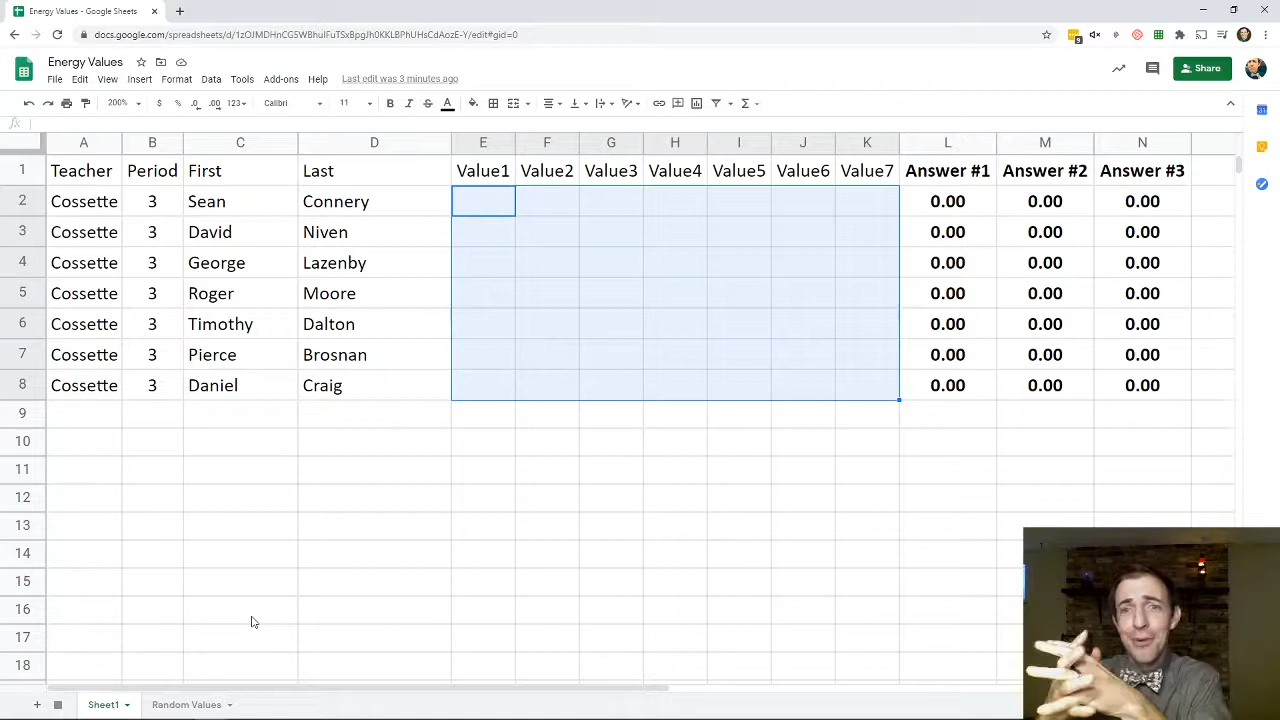 Energy Values - Google Sheets
docs.google.com/spreadsheets/d/1zOJMDHnCG5WBhuIFuTSxBpgJh0KKLBPhUHsCdAozE-Y/edit#gid=0
Energy Values
File Edit View Insert Format Data Tools Add-ons Help Last edit was 3 minutes ago
Share
200% $ % .0 .00 123 Calibri 11 B I S A
fx
A B C D E F G H I J K L M N
1 Teacher Period First Last Value1 Value2 Value3 Value4 Value5 Value6 Value7 Answer #1 Answer #2 Answer #3
2 Cossette 3 Sean Connery 0.00 0.00 0.00
3 Cossette 3 David Niven 0.00 0.00 0.00
4 Cossette 3 George Lazenby 0.00 0.00 0.00
5 Cossette 3 Roger Moore 0.00 0.00 0.00
6 Cossette 3 Timothy Dalton 0.00 0.00 0.00
7 Cossette 3 Pierce Brosnan 0.00 0.00 0.00
8 Cossette 3 Daniel Craig 0.00 0.00 0.00
9
10
11
12
13
14
15
16
17
18
Sheet1 Random Values